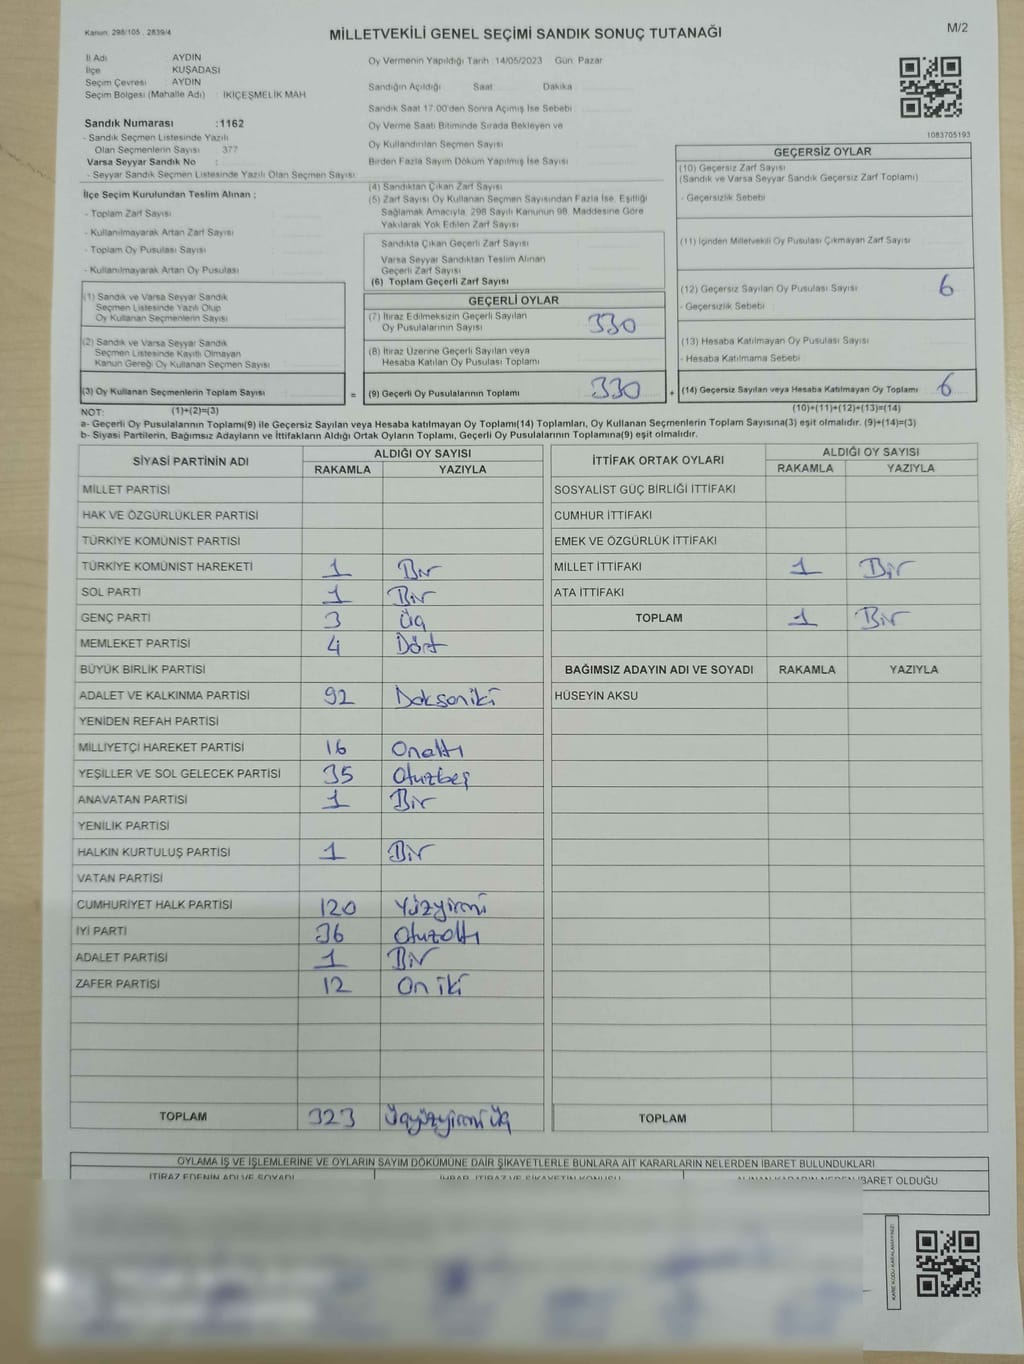 Kanun: 298/105 , 2839/4
MİLLETVEKİLİ GENEL SEÇİMİ SANDIK SONUÇ TUTANAĞI
M/2
İl Adı AYDIN
İlçe KUŞADASI
Seçim Çevresi AYDIN
Seçim Bölgesi (Mahalle Adı) : İKİÇEŞMELİK MAH
Sandık Numarası :1162
- Sandık Seçmen Listesinde Yazılı
Olan Seçmenlerin Sayısı : 377
Varsa Seyyar Sandık No :
- Seyyar Sandık Seçmen Listesinde Yazılı Olan Seçmen Sayısı:
Oy Vermenin Yapıldığı Tarih :14/05/2023 Gün: Pazar
Sandığın Açıldığı Saat Dakika
Sandık Saat 17:00'den Sonra Açılmış İse Sebebi
Oy Verme Saati Bitiminde Sırada Bekleyen ve
Oy Kullandırılan Seçmen Sayısı
Birden Fazla Sayım Döküm Yapılmış İse Sayısı
1083705193
İlçe Seçim Kurulundan Teslim Alınan :
- Toplam Zarf Sayısı
- Kullanılmayarak Artan Zarf Sayısı
- Toplam Oy Pusulası Sayısı
- Kullanılmayarak Artan Oy Pusulası
(4) Sandıktan Çıkan Zarf Sayısı
(5) Zarf Sayısı Oy Kullanan Seçmen Sayısından Fazla İse, Eşitliği
Sağlamak Amacıyla, 298 Sayılı Kanunun 98. Maddesine Göre
Yakılarak Yok Edilen Zarf Sayısı
Sandıkta Çıkan Geçerli Zarf Sayısı
Varsa Seyyar Sandıktan Teslim Alınan
Geçerli Zarf Sayısı
(6) Toplam Geçerli Zarf Sayısı
GEÇERSİZ OYLAR
(10) Geçersiz Zarf Sayısı
(Sandık ve Varsa Seyyar Sandık Geçersiz Zarf Toplamı)
- Geçersizlik Sebebi
(11) İçinden Milletvekili Oy Pusulası Çıkmayan Zarf Sayısı
(12) Geçersiz Sayılan Oy Pusulası Sayısı 6
- Geçersizlik Sebebi :
(13) Hesaba Katılmayan Oy Pusulası Sayısı
- Hesaba Katılmama Sebebi
(14) Geçersiz Sayılan veya Hesaba Katılmayan Oy Toplamı 6
(1) Sandık ve Varsa Seyyar Sandık
Seçmen Listesinde Yazılı Olup
Oy Kullanan Seçmenlerin Sayısı
(2) Sandık ve Varsa Seyyar Sandık
Seçmen Listesinde Kayıtlı Olmayan
Kanun Gereği Oy Kullanan Seçmen Sayısı
(3) Oy Kullanan Seçmenlerin Toplam Sayısı =
GEÇERLİ OYLAR
(7) İtiraz Edilmeksizin Geçerli Sayılan
Oy Pusulalarının Sayısı 330
(8) İtiraz Üzerine Geçerli Sayılan veya
Hesaba Katılan Oy Pusulası Toplamı
(9) Geçerli Oy Pusulalarının Toplamı 330 +
NOT: (1)+(2)=(3) (10)+(11)+(12)+(13)=(14)
a- Geçerli Oy Pusulalarının Toplamı(9) ile Geçersiz Sayılan veya Hesaba katılmayan Oy Toplamı(14) Toplamları, Oy Kullanan Seçmenlerin Toplam Sayısına(3) eşit olmalıdır. (9)+(14)=(3)
b- Siyasi Partilerin, Bağımsız Adayların ve İttifakların Aldığı Ortak Oyların Toplamı, Geçerli Oy Pusulalarının Toplamına(9) eşit olmalıdır.
SİYASİ PARTİNİN ADI ALDIĞI OY SAYISI
RAKAMLA YAZIYLA
MİLLET PARTİSİ
HAK VE ÖZGÜRLÜKLER PARTİSİ
TÜRKİYE KOMÜNİST PARTİSİ
TÜRKİYE KOMÜNİST HAREKETİ 1 Bir
SOL PARTİ 1 Bir
GENÇ PARTİ 3 Üç
MEMLEKET PARTİSİ 4 Dört
BÜYÜK BİRLİK PARTİSİ
ADALET VE KALKINMA PARTİSİ 92 Doksaniki
YENİDEN REFAH PARTİSİ
MİLLİYETÇİ HAREKET PARTİSİ 16 Onaltı
YEŞİLLER VE SOL GELECEK PARTİSİ 35 Otuzbeş
ANAVATAN PARTİSİ 1 Bir
YENİLİK PARTİSİ
HALKIN KURTULUŞ PARTİSİ 1 Bir
VATAN PARTİSİ
CUMHURİYET HALK PARTİSİ 120 Yüzyirmi
İYİ PARTİ 36 Otuzaltı
ADALET PARTİSİ 1 Bir
ZAFER PARTİSİ 12 On iki
TOPLAM 323 Üçyüzyirmi üç
İTTİFAK ORTAK OYLARI ALDIĞI OY SAYISI
RAKAMLA YAZIYLA
SOSYALİST GÜÇ BİRLİĞİ İTTİFAKI
CUMHUR İTTİFAKI
EMEK VE ÖZGÜRLÜK İTTİFAKI
MİLLET İTTİFAKI 1 Bir
ATA İTTİFAKI
TOPLAM 1 Bir
BAĞIMSIZ ADAYIN ADI VE SOYADI RAKAMLA YAZIYLA
HÜSEYİN AKSU
TOPLAM
OYLAMA İŞ VE İŞLEMLERİNE VE OYLARIN SAYIM DÖKÜMÜNE DAİR ŞİKAYETLERLE BUNLARA AİT KARARLARIN NELERDEN İBARET BULUNDUKLARI
İTİRAZ EDENİN ADI VE SOYADI İHBAR, İTİRAZ VE ŞİKAYETİN KONUSU ALINAN KARARIN NEDEN İBARET OLDUĞU
KARE KODU KARALAMAYINIZ!